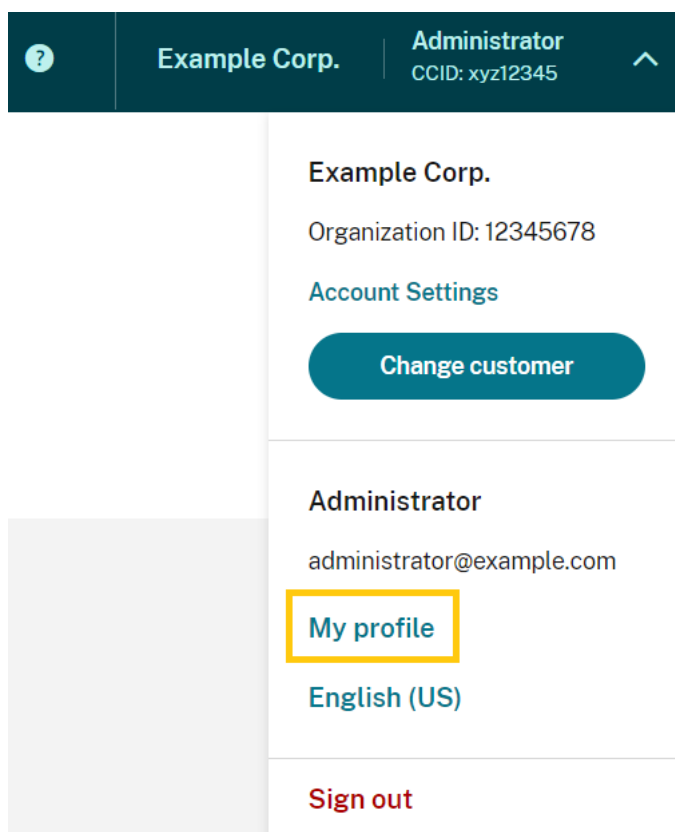 ?
Example Corp.
Administrator
CCID: xyz12345
Example Corp.
Organization ID: 12345678
Account Settings
Change customer
Administrator
administrator@example.com
My profile
English (US)
Sign out